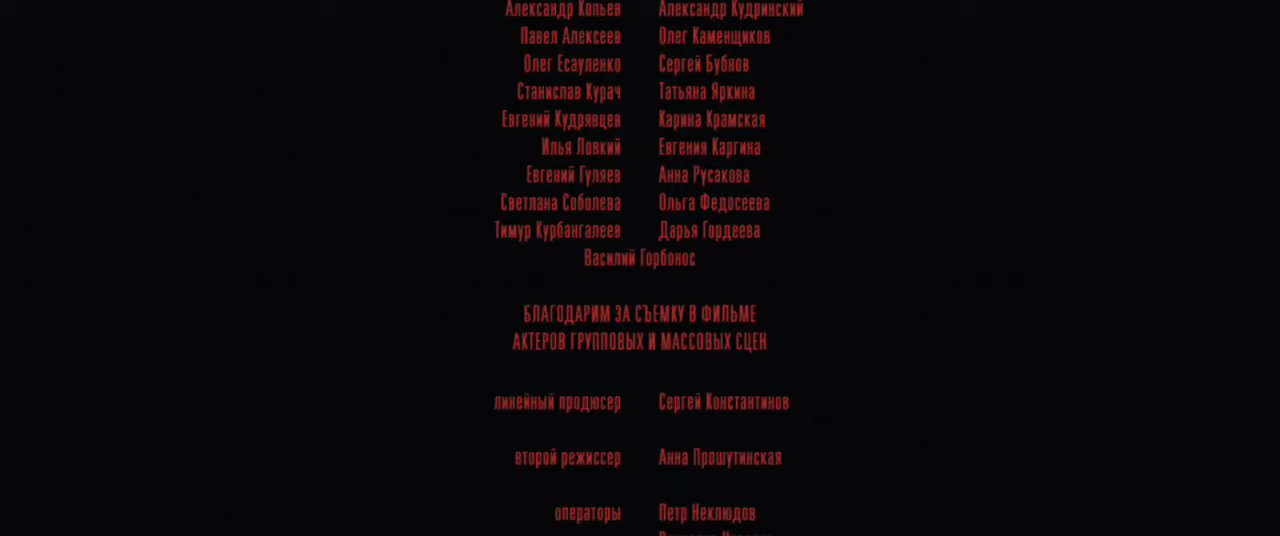 Александр Копьев Александр Кудринский
Павел Алексеев Олег Каменщиков
Олег Есауленко Сергей Бубнов
Станислав Курач Татьяна Яркина
Евгений Кудрявцев Карина Крамская
Илья Ловкий Евгения Каргина
Евгений Гуляев Анна Русакова
Светлана Соболева Ольга Федосеева
Тимур Курбангалеев Дарья Гордеева
Василий Горбонос
БЛАГОДАРИМ ЗА СЪЕМКУ В ФИЛЬМЕ
АКТЕРОВ ГРУППОВЫХ И МАССОВЫХ СЦЕН
линейный продюсер Сергей Константинов
второй режиссер Анна Прошутинская
операторы Петр Неклюдов